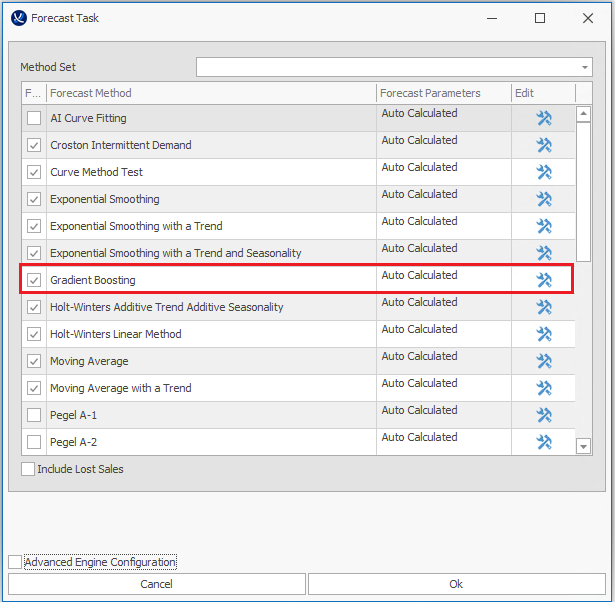 Forecast Task
Method Set
F... Forecast Method Forecast Parameters Edit
AI Curve Fitting Auto Calculated
Croston Intermittent Demand Auto Calculated
Curve Method Test Auto Calculated
Exponential Smoothing Auto Calculated
Exponential Smoothing with a Trend Auto Calculated
Exponential Smoothing with a Trend and Seasonality Auto Calculated
Gradient Boosting Auto Calculated
Holt-Winters Additive Trend Additive Seasonality Auto Calculated
Holt-Winters Linear Method Auto Calculated
Moving Average Auto Calculated
Moving Average with a Trend Auto Calculated
Pegel A-1 Auto Calculated
Pegel A-2 Auto Calculated
Include Lost Sales
Advanced Engine Configuration
Cancel Ok